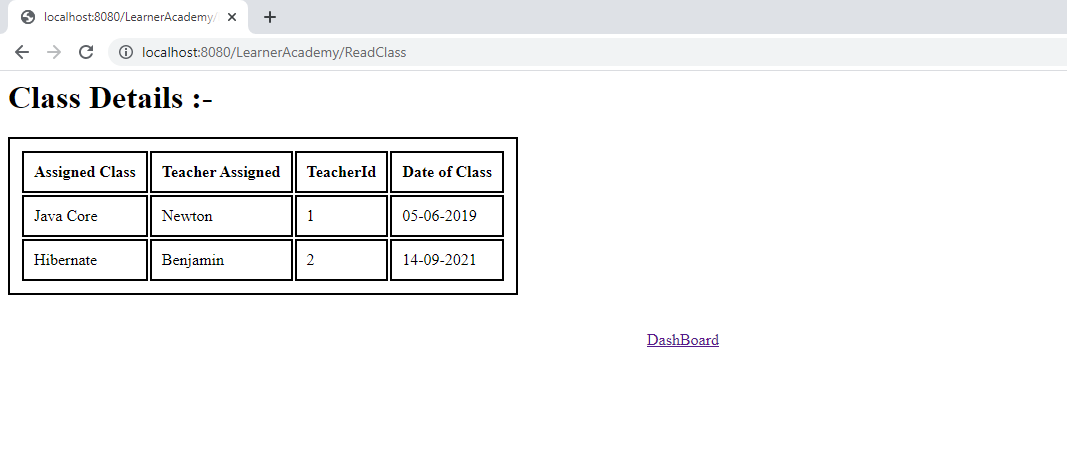 localhost:8080/LearnerAcademy/
localhost:8080/LearnerAcademy/ReadClass
Class Details :-
Assigned Class Teacher Assigned TeacherId Date of Class
Java Core Newton 1 05-06-2019
Hibernate Benjamin 2 14-09-2021
DashBoard